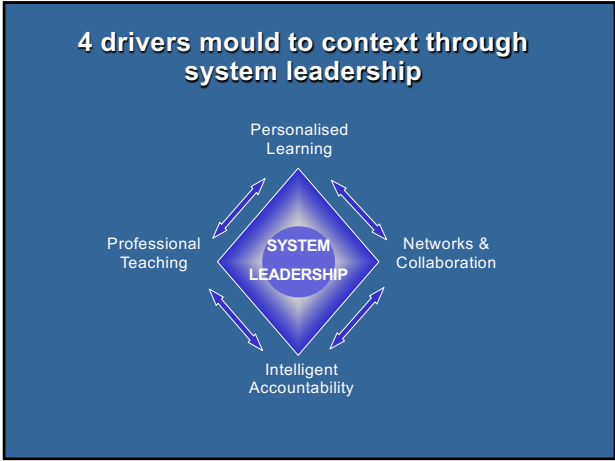 4 drivers mould to context through
system leadership
Personalised
Learning
Professional
Teaching
SYSTEM
LEADERSHIP
Networks &
Collaboration
Intelligent
Accountability